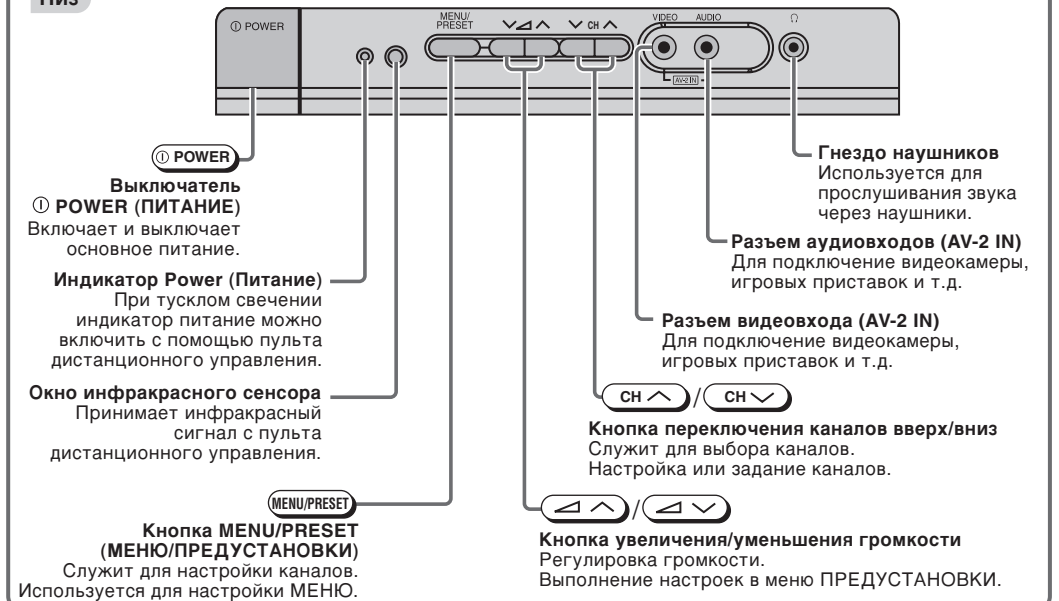 Низ
POWER
MENU/
PRESET
CH
VIDEO
AUDIO
AV-2 IN
POWER
Выключатель
POWER (ПИТАНИЕ)
Включает и выключает
основное питание.
Индикатор Power (Питание)
При тусклом свечении
индикатор питание можно
включить с помощью пульта
дистанционного управления.
Окно инфракрасного сенсора
Принимает инфракрасный
сигнал с пульта
дистанционного управления.
MENU/PRESET
Кнопка MENU/PRESET
(МЕНЮ/ПРЕДУСТАНОВКИ)
Служит для настройки каналов.
Используется для настройки МЕНЮ.
Гнездо наушников
Используется для
прослушивания звука
через наушники.
Разъем аудиовходов (AV-2 IN)
Для подключение видеокамеры,
игровых приставок и т.д.
Разъем видеовхода (AV-2 IN)
Для подключение видеокамеры,
игровых приставок и т.д.
CH / CH
Кнопка переключения каналов вверх/вниз
Служит для выбора каналов.
Настройка или задание каналов.
/
Кнопка увеличения/уменьшения громкости
Регулировка громкости.
Выполнение настроек в меню ПРЕДУСТАНОВКИ.